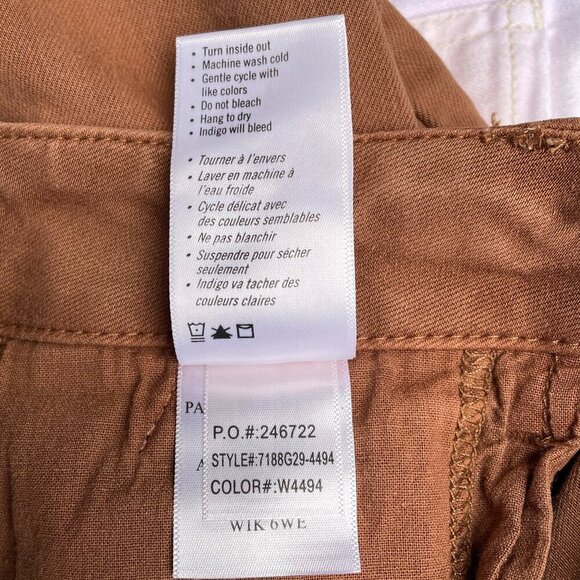 • Turn inside out
• Machine wash cold
• Gentle cycle with
like colors
• Do not bleach
• Hang to dry
• Indigo will bleed
• Tourner à l'envers
• Laver en machine à
l'eau froide
• Cycle délicat avec
des couleurs semblables
• Ne pas blanchir
• Suspendre pour sécher
seulement
• Indigo va tacher des
couleurs claires
PA
P.O.#:246722
A
STYLE#:7188G29-4494
COLOR#:W4494
WIK 6WE